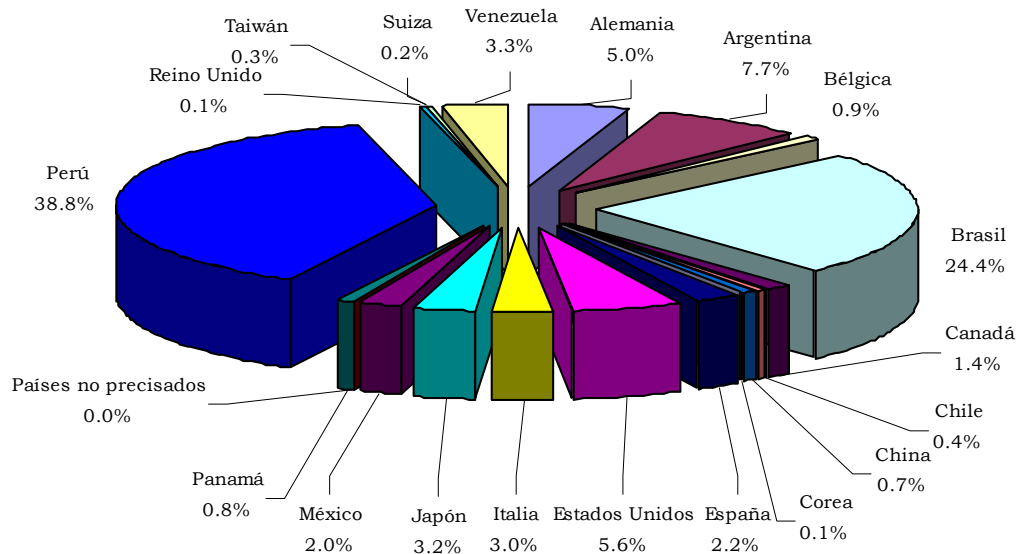 Venezuela
3.3%
Alemania
5.0%
Argentina
7.7%
Bélgica
0.9%
Brasil
24.4%
Canadá
1.4%
Chile
0.4%
China
0.7%
Corea
0.1%
España
2.2%
Estados Unidos
5.6%
Italia
3.0%
Japón
3.2%
México
2.0%
Panamá
0.8%
Países no precisados
0.0%
Perú
38.8%
Reino Unido
0.1%
Taiwán
0.3%
Suiza
0.2%